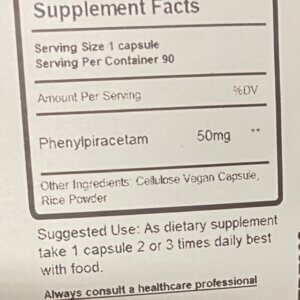 Supplement Facts
Serving Size 1 capsule
Serving Per Container 90
Amount Per Serving %DV
Phenylpiracetam 50mg **
Other Ingredients: Cellulose Vegan Capsule,
Rice Powder
Suggested Use: As dietary supplement
take 1 capsule 2 or 3 times daily best
with food.
Always consult a healthcare professional